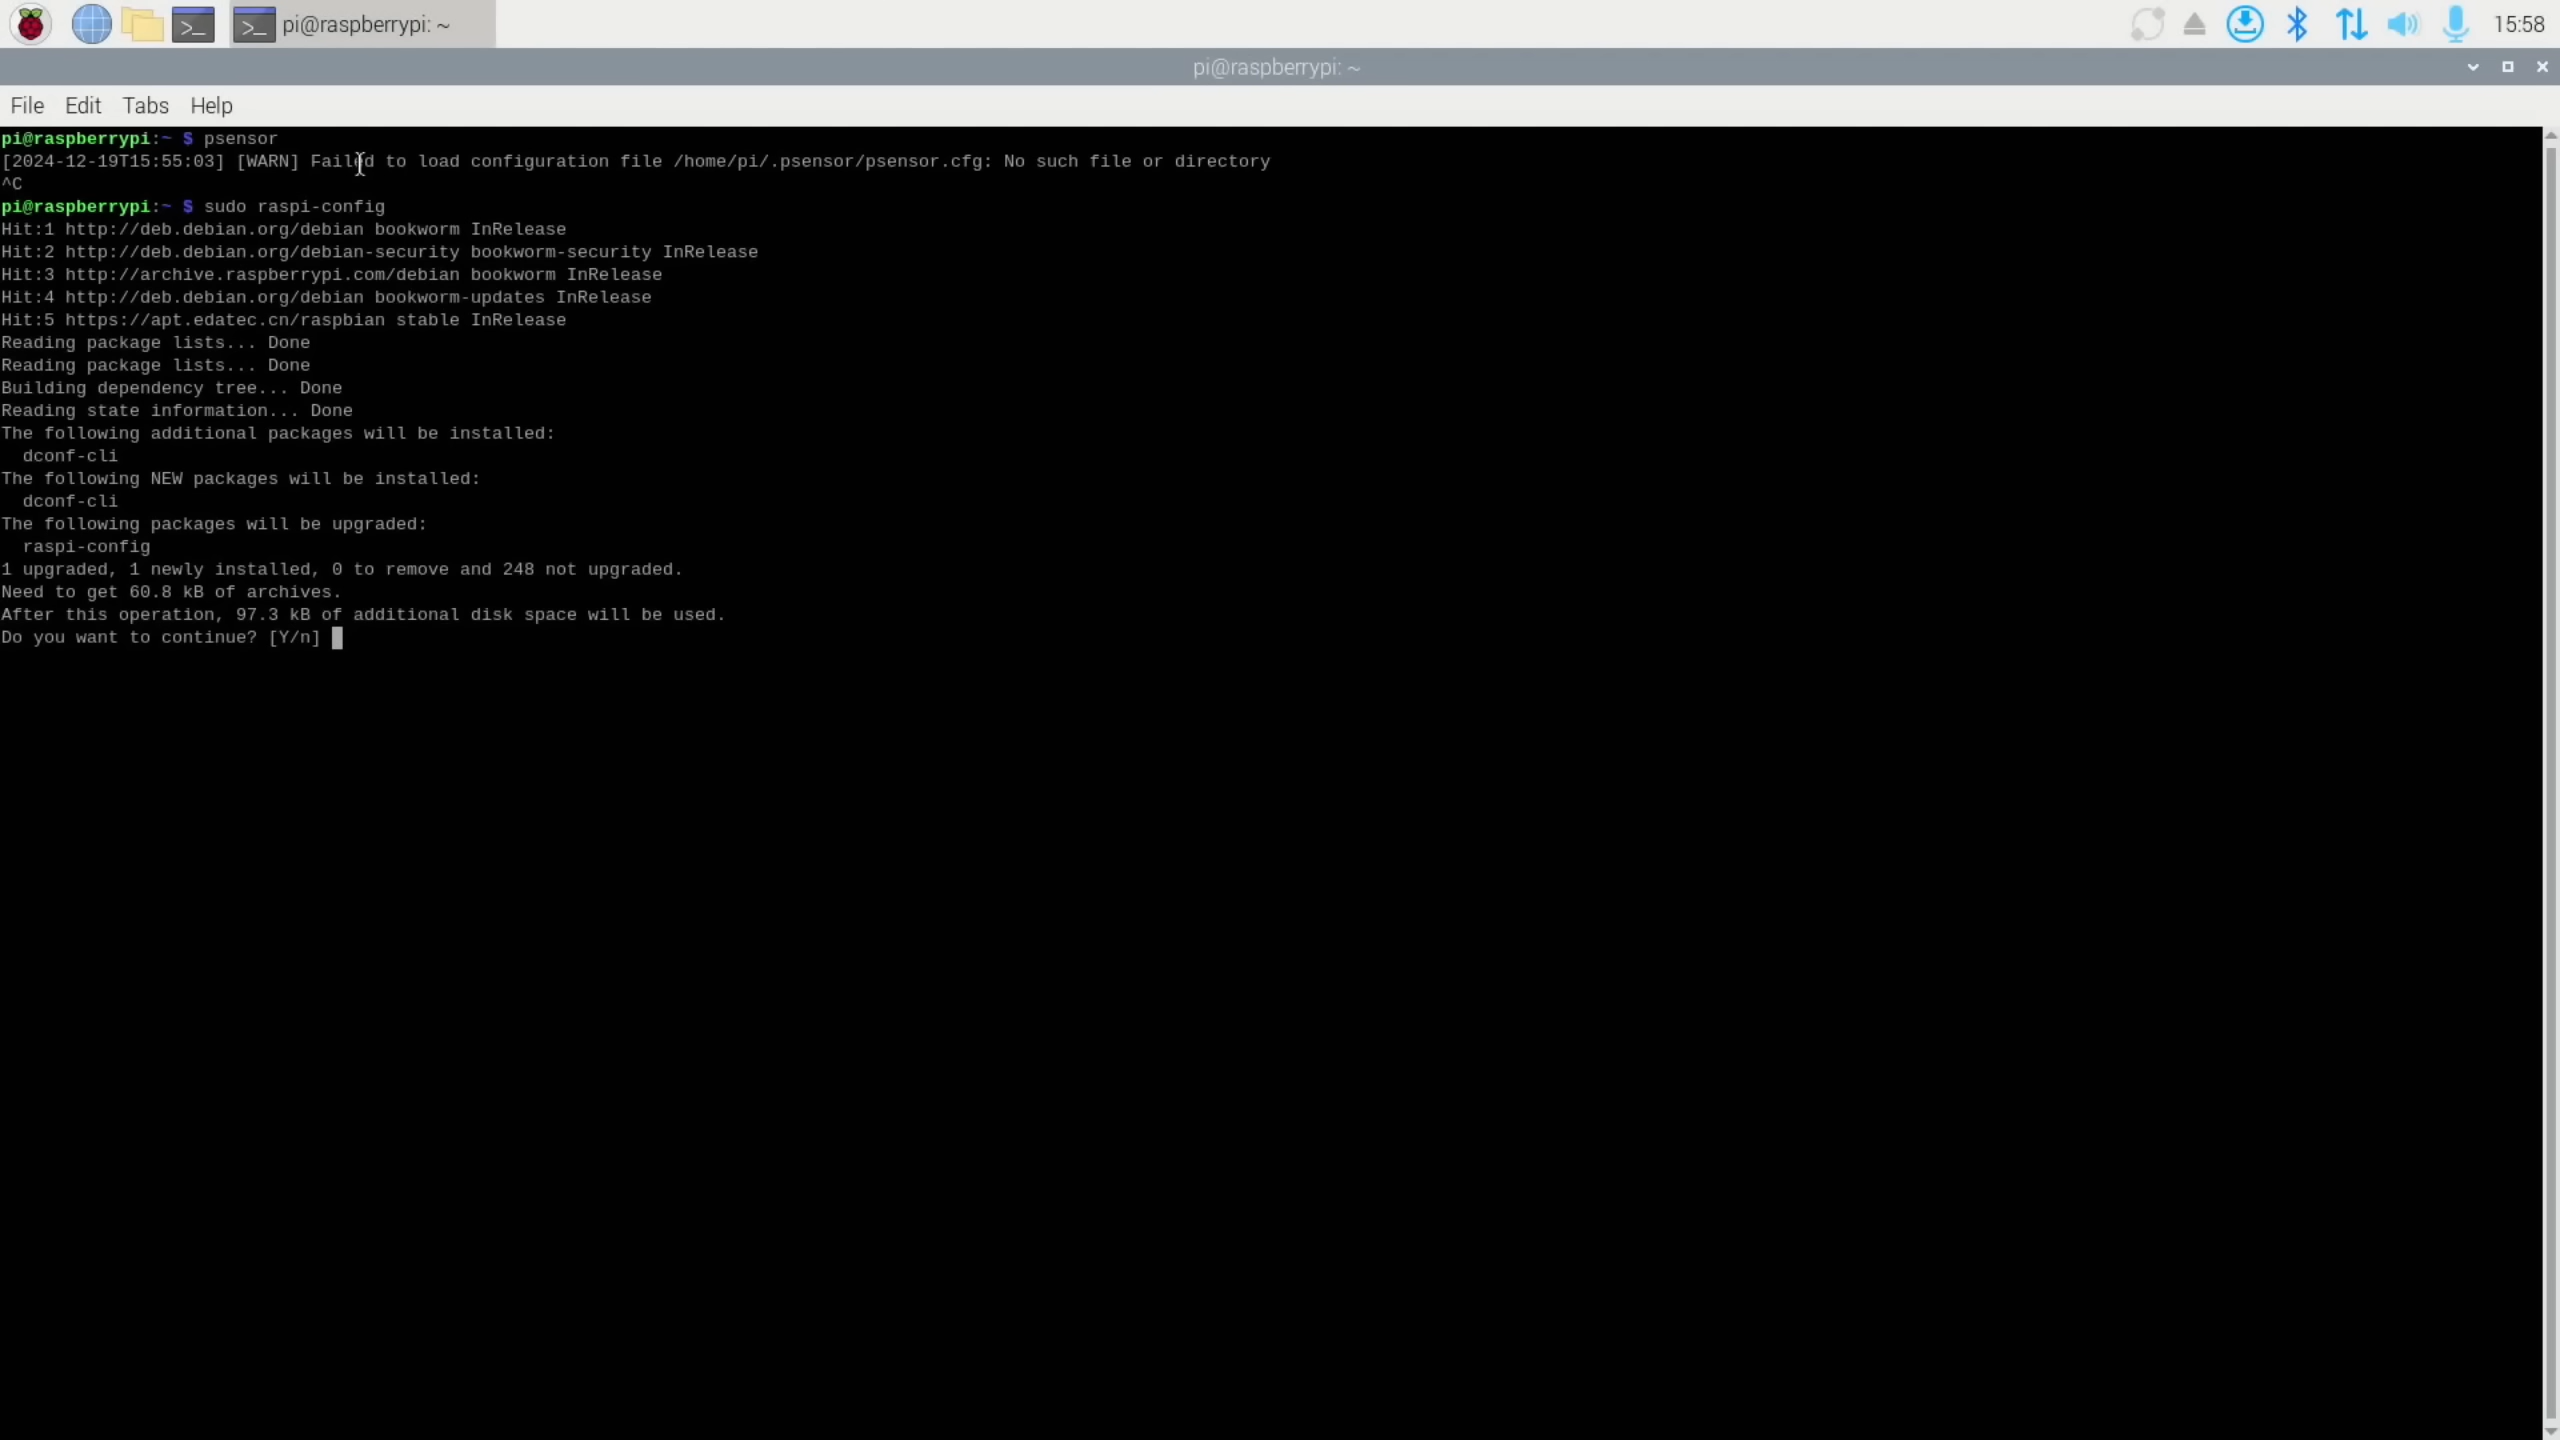 pi@raspberrypi: ~
15:58
pi@raspberrypi: ~
File Edit Tabs Help
pi@raspberrypi:~ $ psensor
[2024-12-19T15:55:03] [WARN] Failed to load configuration file /home/pi/.psensor/psensor.cfg: No such file or directory
^C
pi@raspberrypi:~ $ sudo raspi-config
Hit:1 http://deb.debian.org/debian bookworm InRelease
Hit:2 http://deb.debian.org/debian-security bookworm-security InRelease
Hit:3 http://archive.raspberrypi.com/debian bookworm InRelease
Hit:4 http://deb.debian.org/debian bookworm-updates InRelease
Hit:5 https://apt.edatec.cn/raspbian stable InRelease
Reading package lists... Done
Reading package lists... Done
Building dependency tree... Done
Reading state information... Done
The following additional packages will be installed:
  dconf-cli
The following NEW packages will be installed:
  dconf-cli
The following packages will be upgraded:
  raspi-config
1 upgraded, 1 newly installed, 0 to remove and 248 not upgraded.
Need to get 60.8 kB of archives.
After this operation, 97.3 kB of additional disk space will be used.
Do you want to continue? [Y/n]